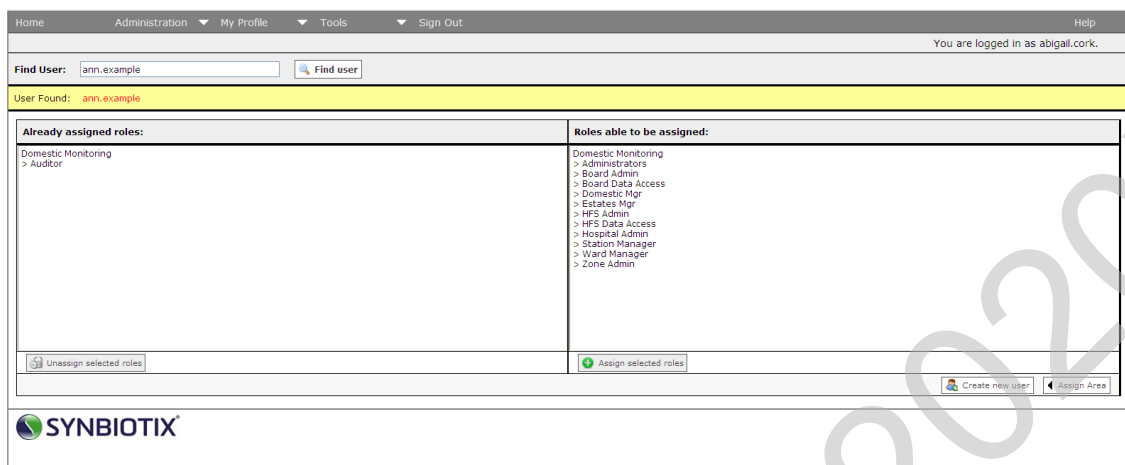 Home Administration My Profile Tools Sign Out Help
You are logged in as abigail.cork.
Find User: ann.example Find user
User Found: ann.example
Already assigned roles: Roles able to be assigned:
Domestic Monitoring
> Auditor
Domestic Monitoring
> Administrators
> Board Admin
> Board Data Access
> Domestic Mgr
> Estates Mgr
> HFS Admin
> HFS Data Access
> Hospital Admin
> Station Manager
> Ward Manager
> Zone Admin
Unassign selected roles Assign selected roles
Create new user Assign Area
SYNBIOTIX
202